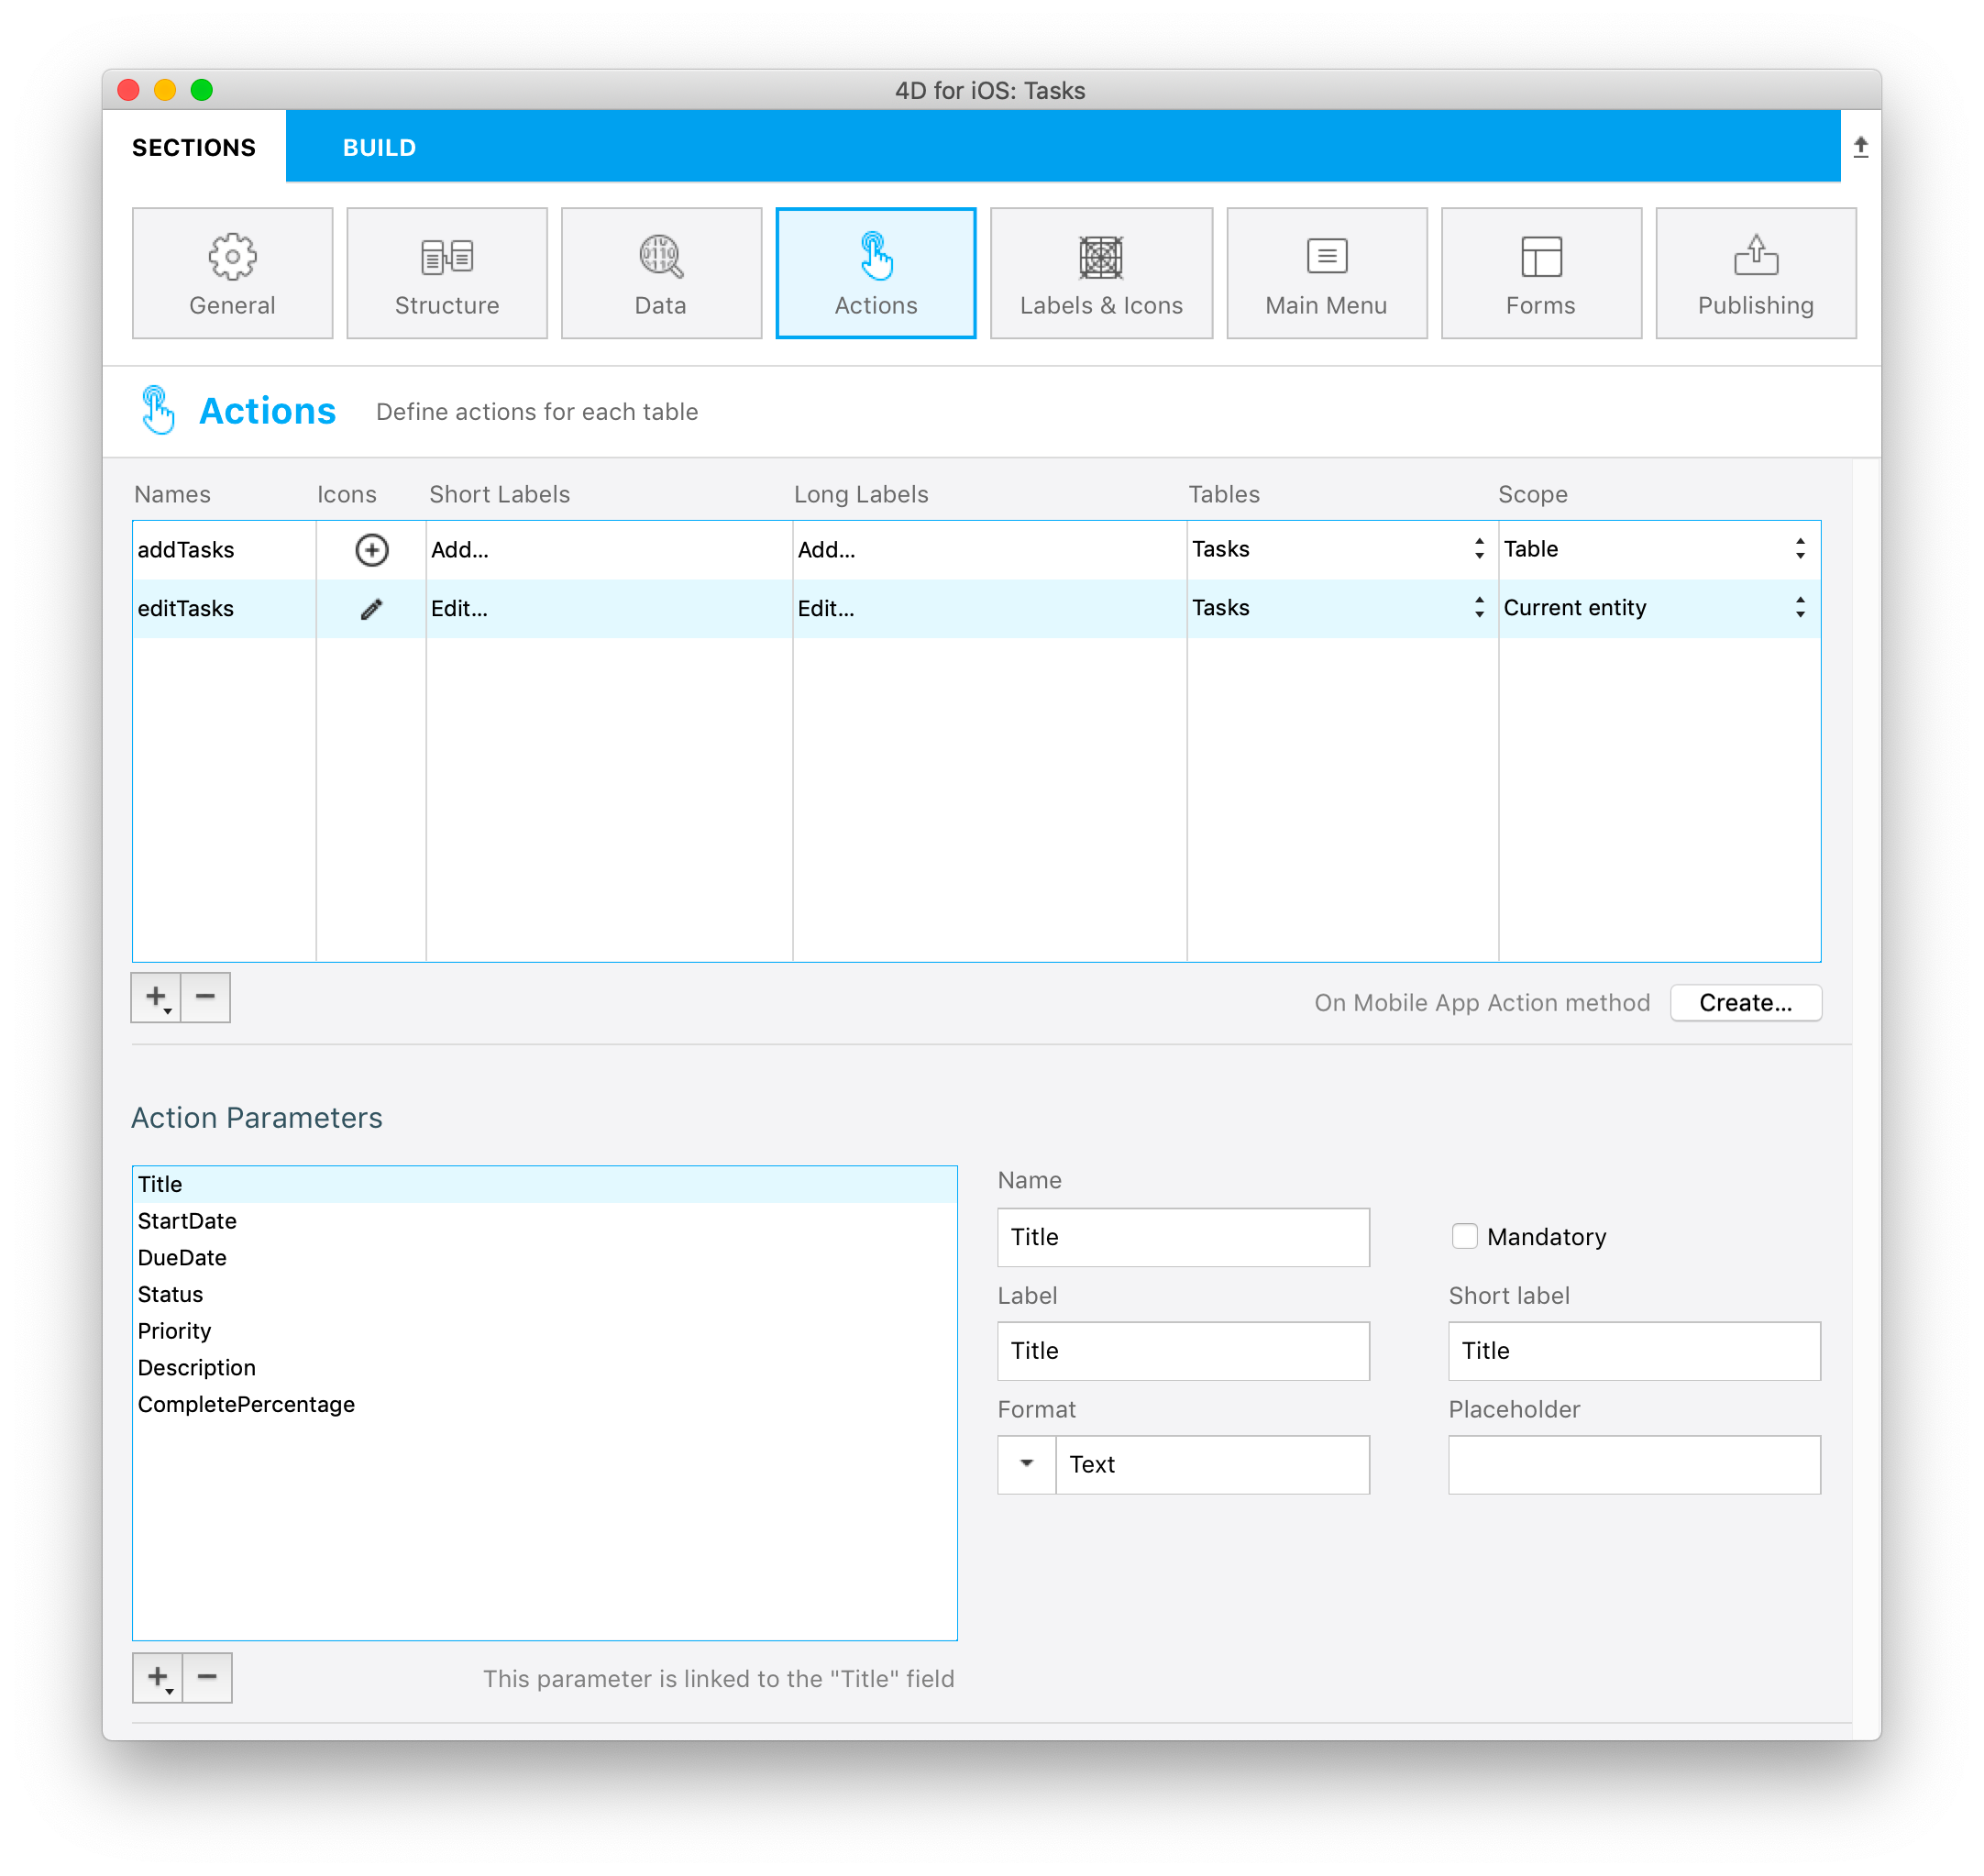 4D for iOS: Tasks
SECTIONS BUILD
General Structure Data Actions Labels & Icons Main Menu Forms Publishing
Actions Define actions for each table
Names Icons Short Labels Long Labels Tables Scope
addTasks Add... Add... Tasks Table
editTasks Edit... Edit... Tasks Current entity
On Mobile App Action method Create...
Action Parameters
Title
StartDate
DueDate
Status
Priority
Description
CompletePercentage
Name
Title Mandatory
Label Short label
Title Title
Format Placeholder
Text
This parameter is linked to the "Title" field